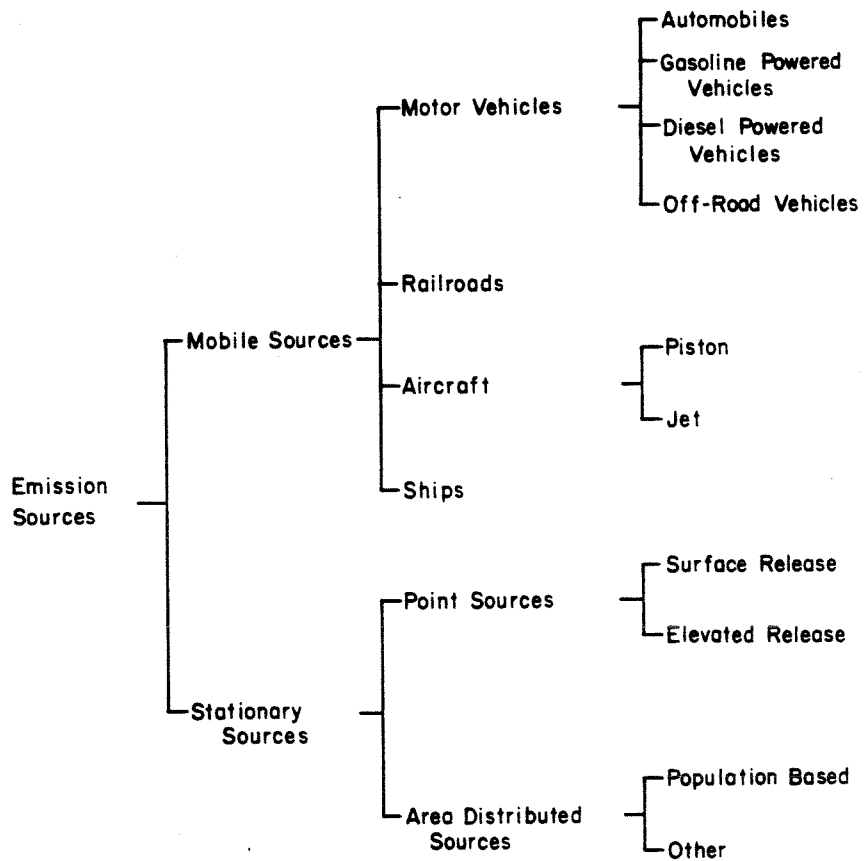 Automobiles
Gasoline Powered
Vehicles
Motor Vehicles
Diesel Powered
Vehicles
Off-Road Vehicles
Railroads
Mobile Sources
Piston
Aircraft
Jet
Emission
Sources
Ships
Surface Release
Point Sources
Elevated Release
Stationary
Sources
Population Based
Area Distributed
Sources
Other